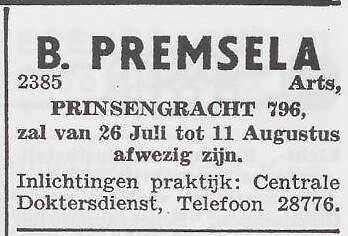 B. PREMSELA
2385 Arts,
PRINSENGRACHT 796,
zal van 26 Juli tot 11 Augustus
afwezig zijn.
Inlichtingen praktijk: Centrale
Doktersdienst, Telefoon 28776.